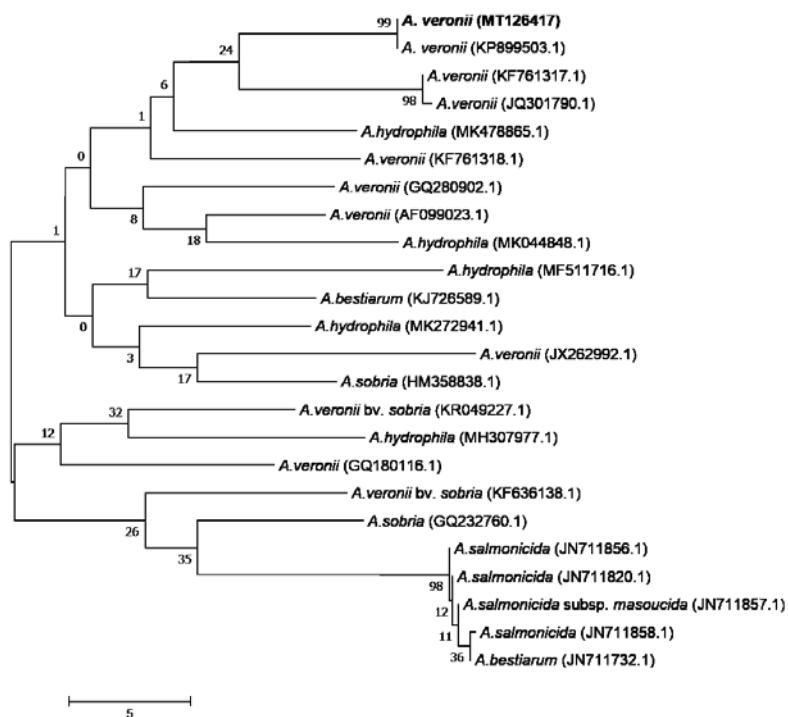 99
A. veronii (MT126417)
A. veronii (KP899503.1)
24
A.veronii (KF761317.1)
98
A.veronii (JQ301790.1)
6
A.hydrophila (MK478865.1)
1
A.veronii (KF761318.1)
0
A.veronii (GQ280902.1)
8
A.veronii (AF099023.1)
18
A.hydrophila (MK044848.1)
1
A.hydrophila (MF511716.1)
17
A.bestiarum (KJ726589.1)
0
A.hydrophila (MK272941.1)
3
A.veronii (JX262992.1)
17
A.sobria (HM358838.1)
A.veronii bv. sobria (KR049227.1)
32
A.hydrophila (MH307977.1)
12
A.veronii (GQ180116.1)
A.veronii bv. sobria (KF636138.1)
26
A.sobria (GQ232760.1)
35
A.salmonicida (JN711856.1)
98
A.salmonicida (JN711820.1)
12
A.salmonicida subsp. masoucida (JN711857.1)
11
A.salmonicida (JN711858.1)
36
A.bestiarum (JN711732.1)
5